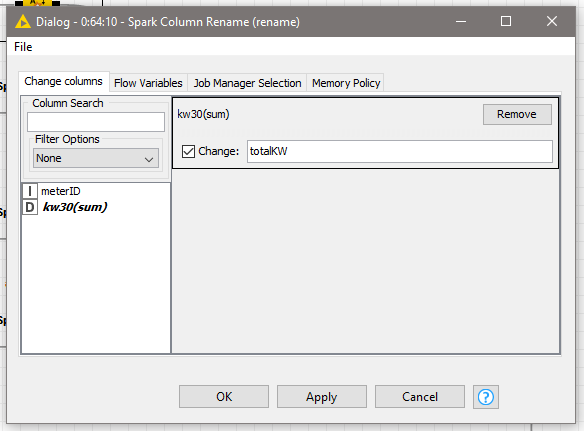 Dialog - 0:64:10 - Spark Column Rename (rename)
File
Change columns Flow Variables Job Manager Selection Memory Policy
Column Search
Filter Options
None
I meterID
D kw30(sum)
kw30(sum) Remove
Change: totalKW
OK Apply Cancel ?